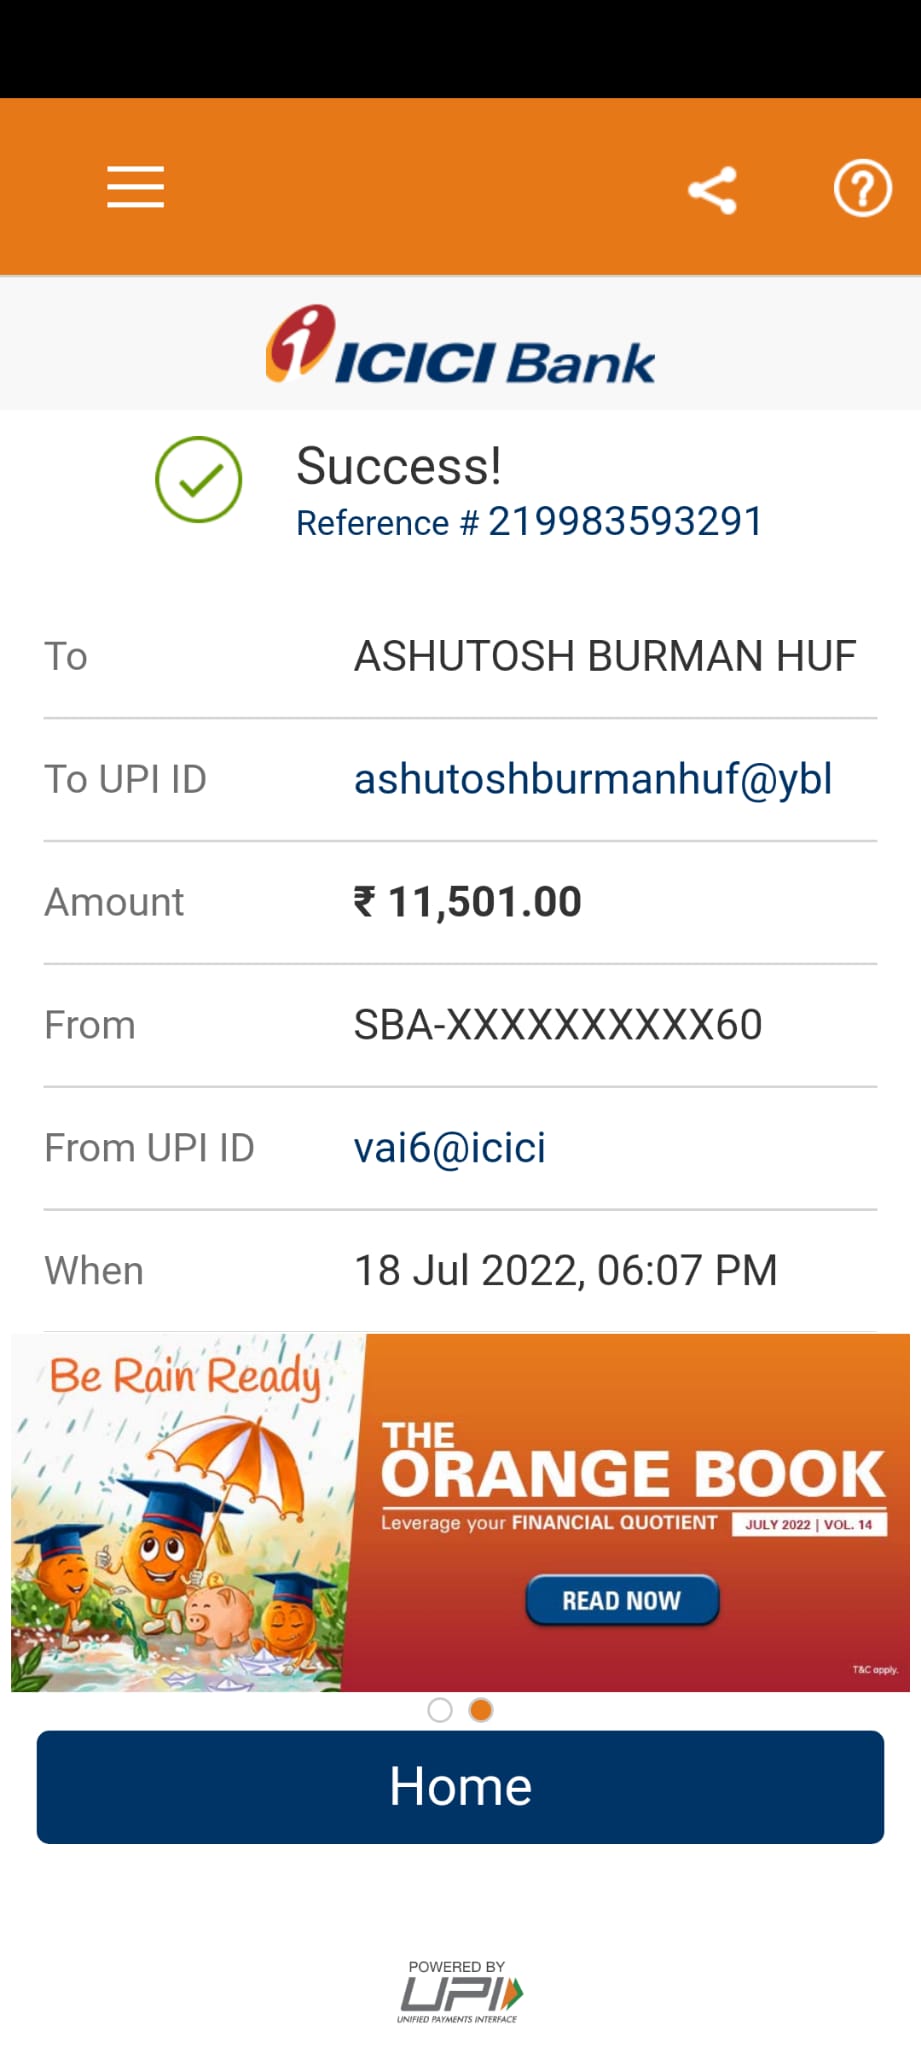 ICICI Bank
Success!
Reference # 219983593291
To ASHUTOSH BURMAN HUF
To UPI ID ashutoshburmanhuf@ybl
Amount ₹ 11,501.00
From SBA-XXXXXXXXXX60
From UPI ID vai6@icici
When 18 Jul 2022, 06:07 PM
Be Rain Ready
THE
ORANGE BOOK
Leverage your FINANCIAL QUOTIENT JULY 2022 | VOL. 14
READ NOW
T&C apply.
Home
POWERED BY
UPI
UNIFIED PAYMENTS INTERFACE